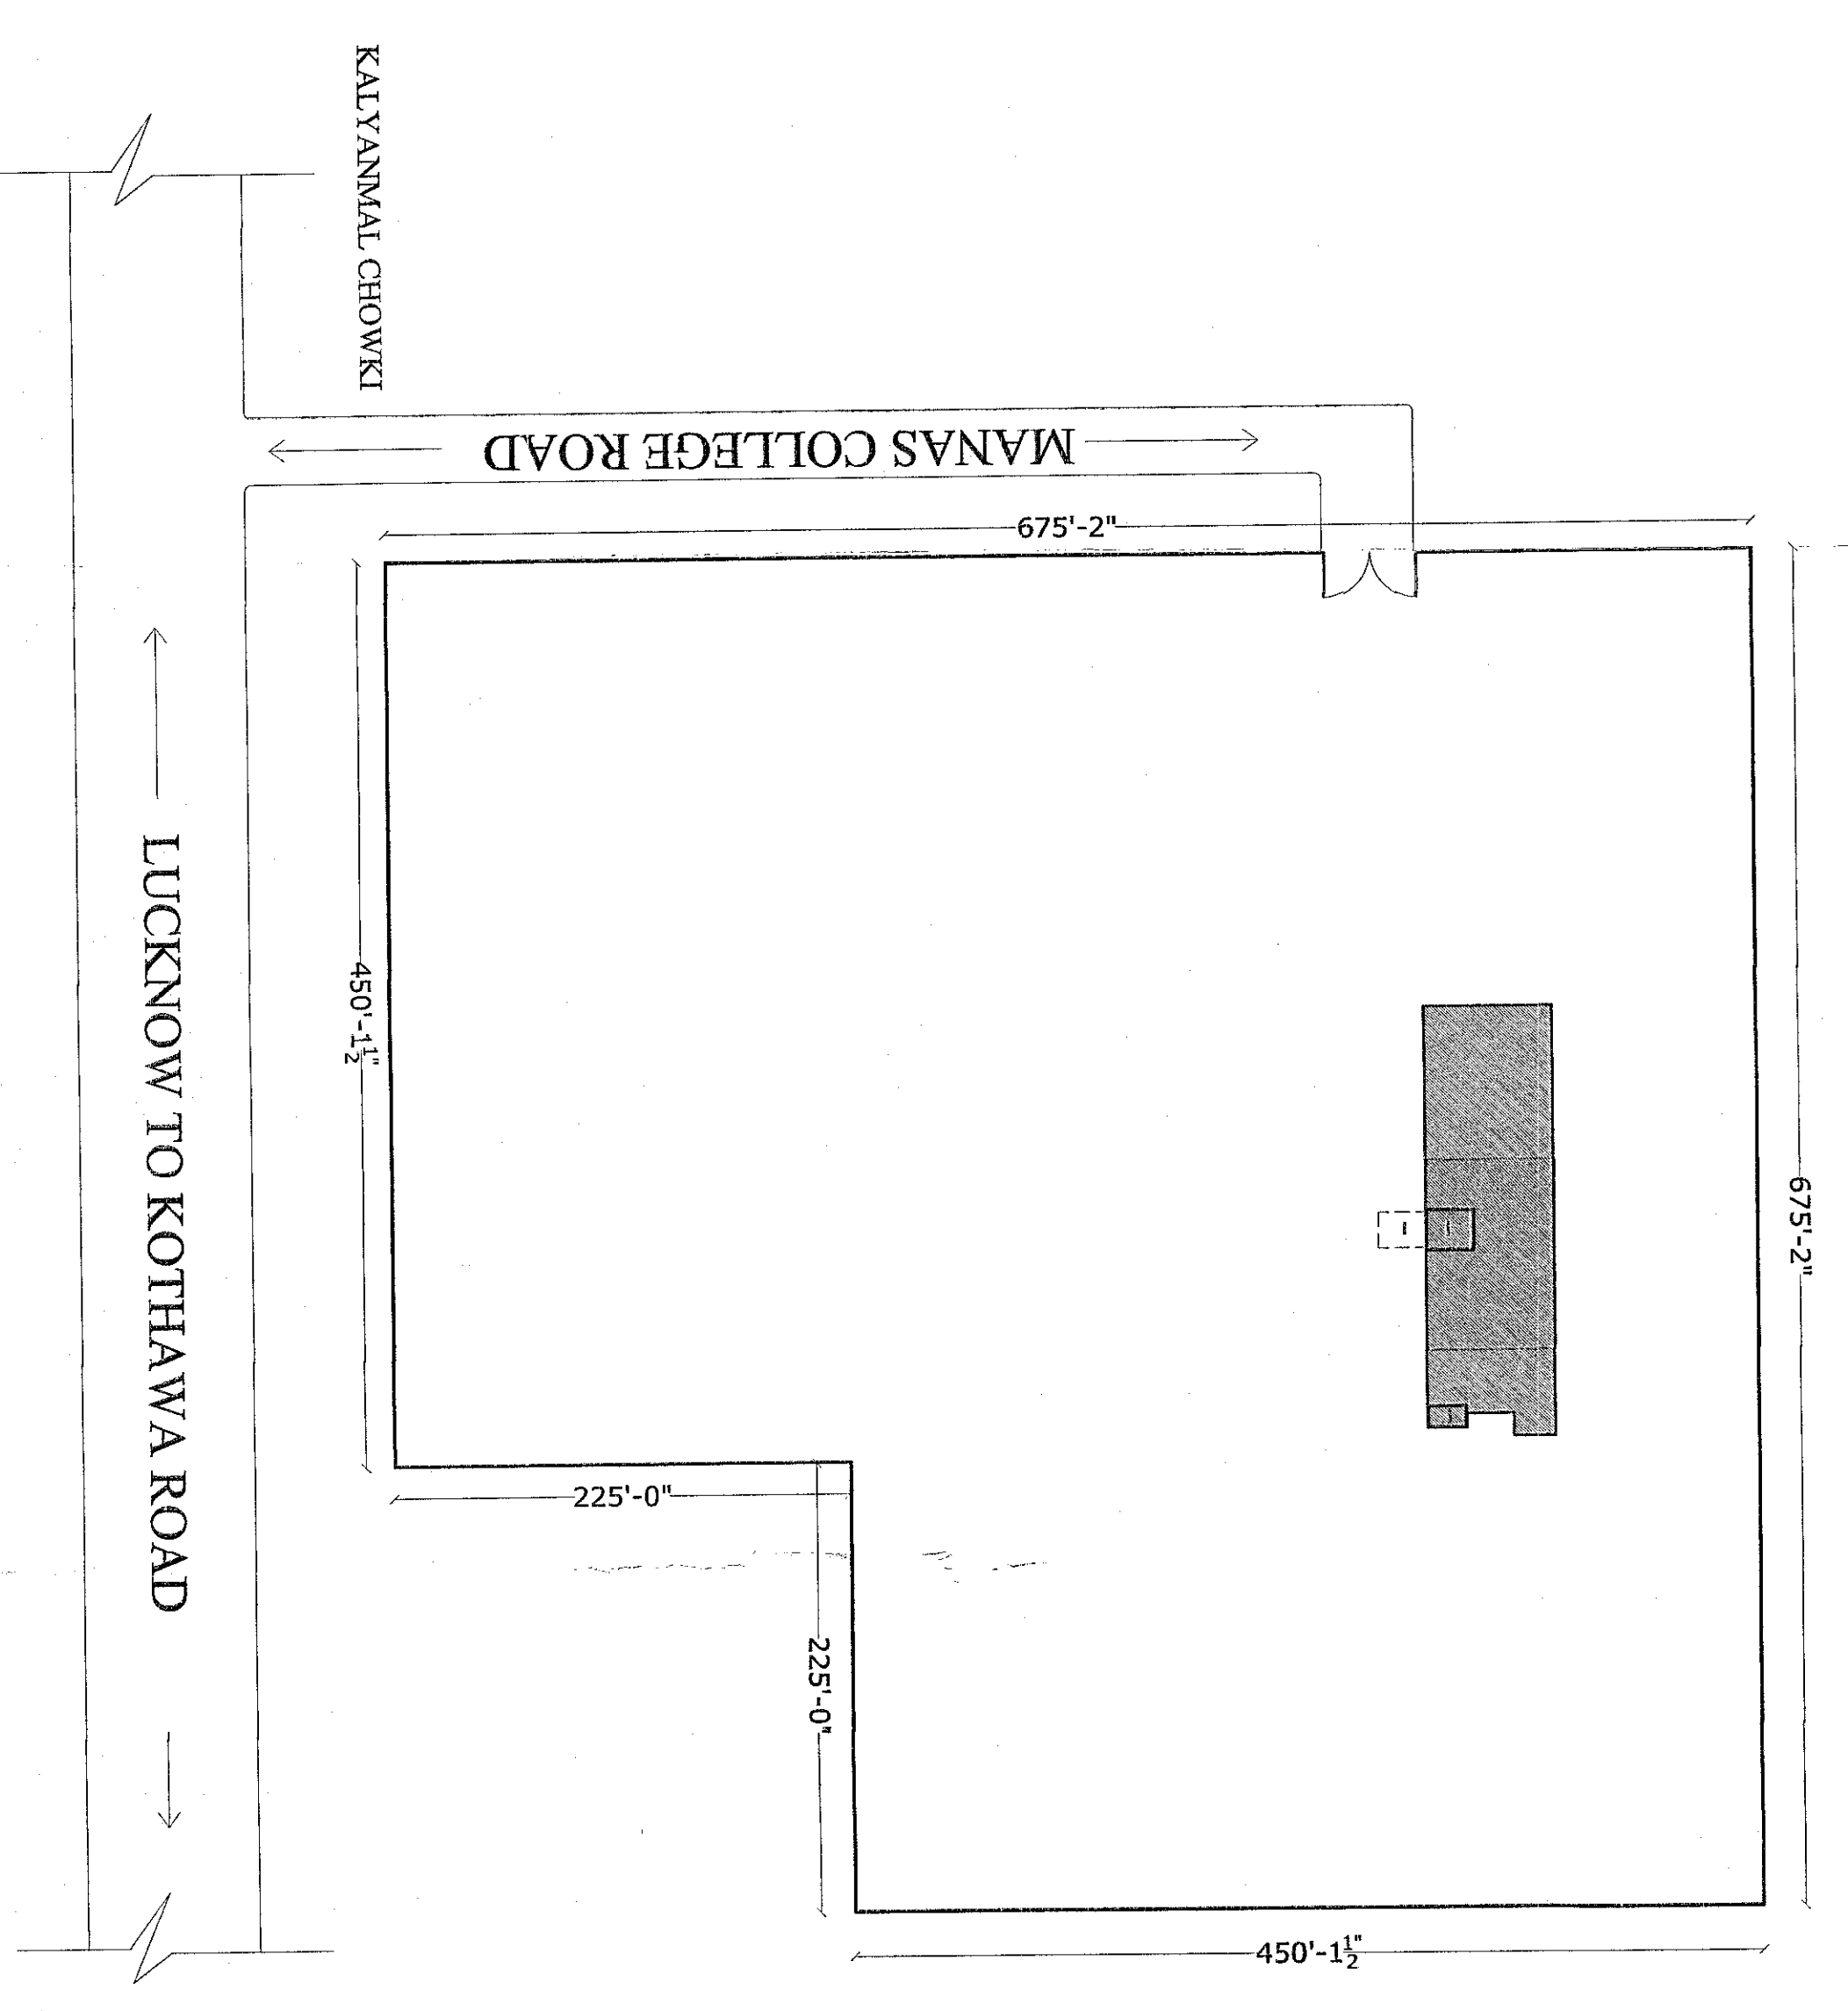 KALYANMAL CHOWKI
MANAS COLLEGE ROAD
675'-2"
450'-1½"
LUCKNOW TO KOTHAWA ROAD
675'-2"
225'-0"
225'-0"
450'-1½"